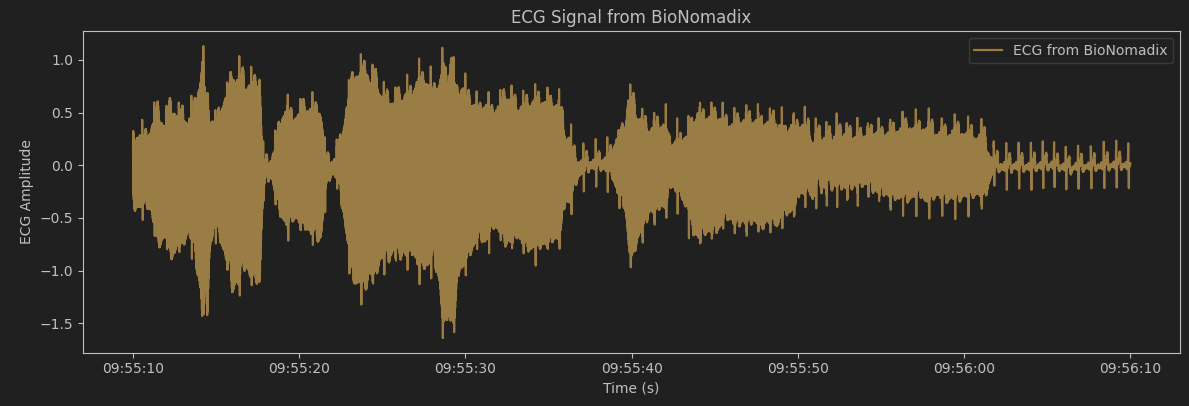 ECG Signal from BioNomadix
ECG from BioNomadix
ECG Amplitude
1.0
0.5
0.0
−0.5
−1.0
−1.5
09:55:10 09:55:20 09:55:30 09:55:40 09:55:50 09:56:00 09:56:10
Time (s)